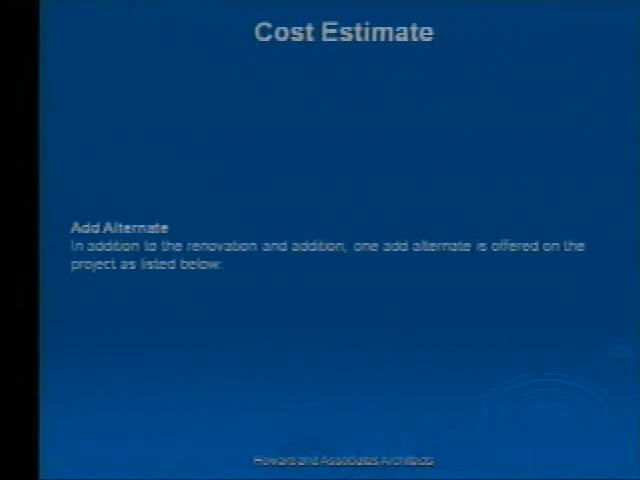 Cost Estimate
Add Alternate
In addition to the renovation and addition, one add alternate is offered on the
project as listed below:
Howard and Associates Architects